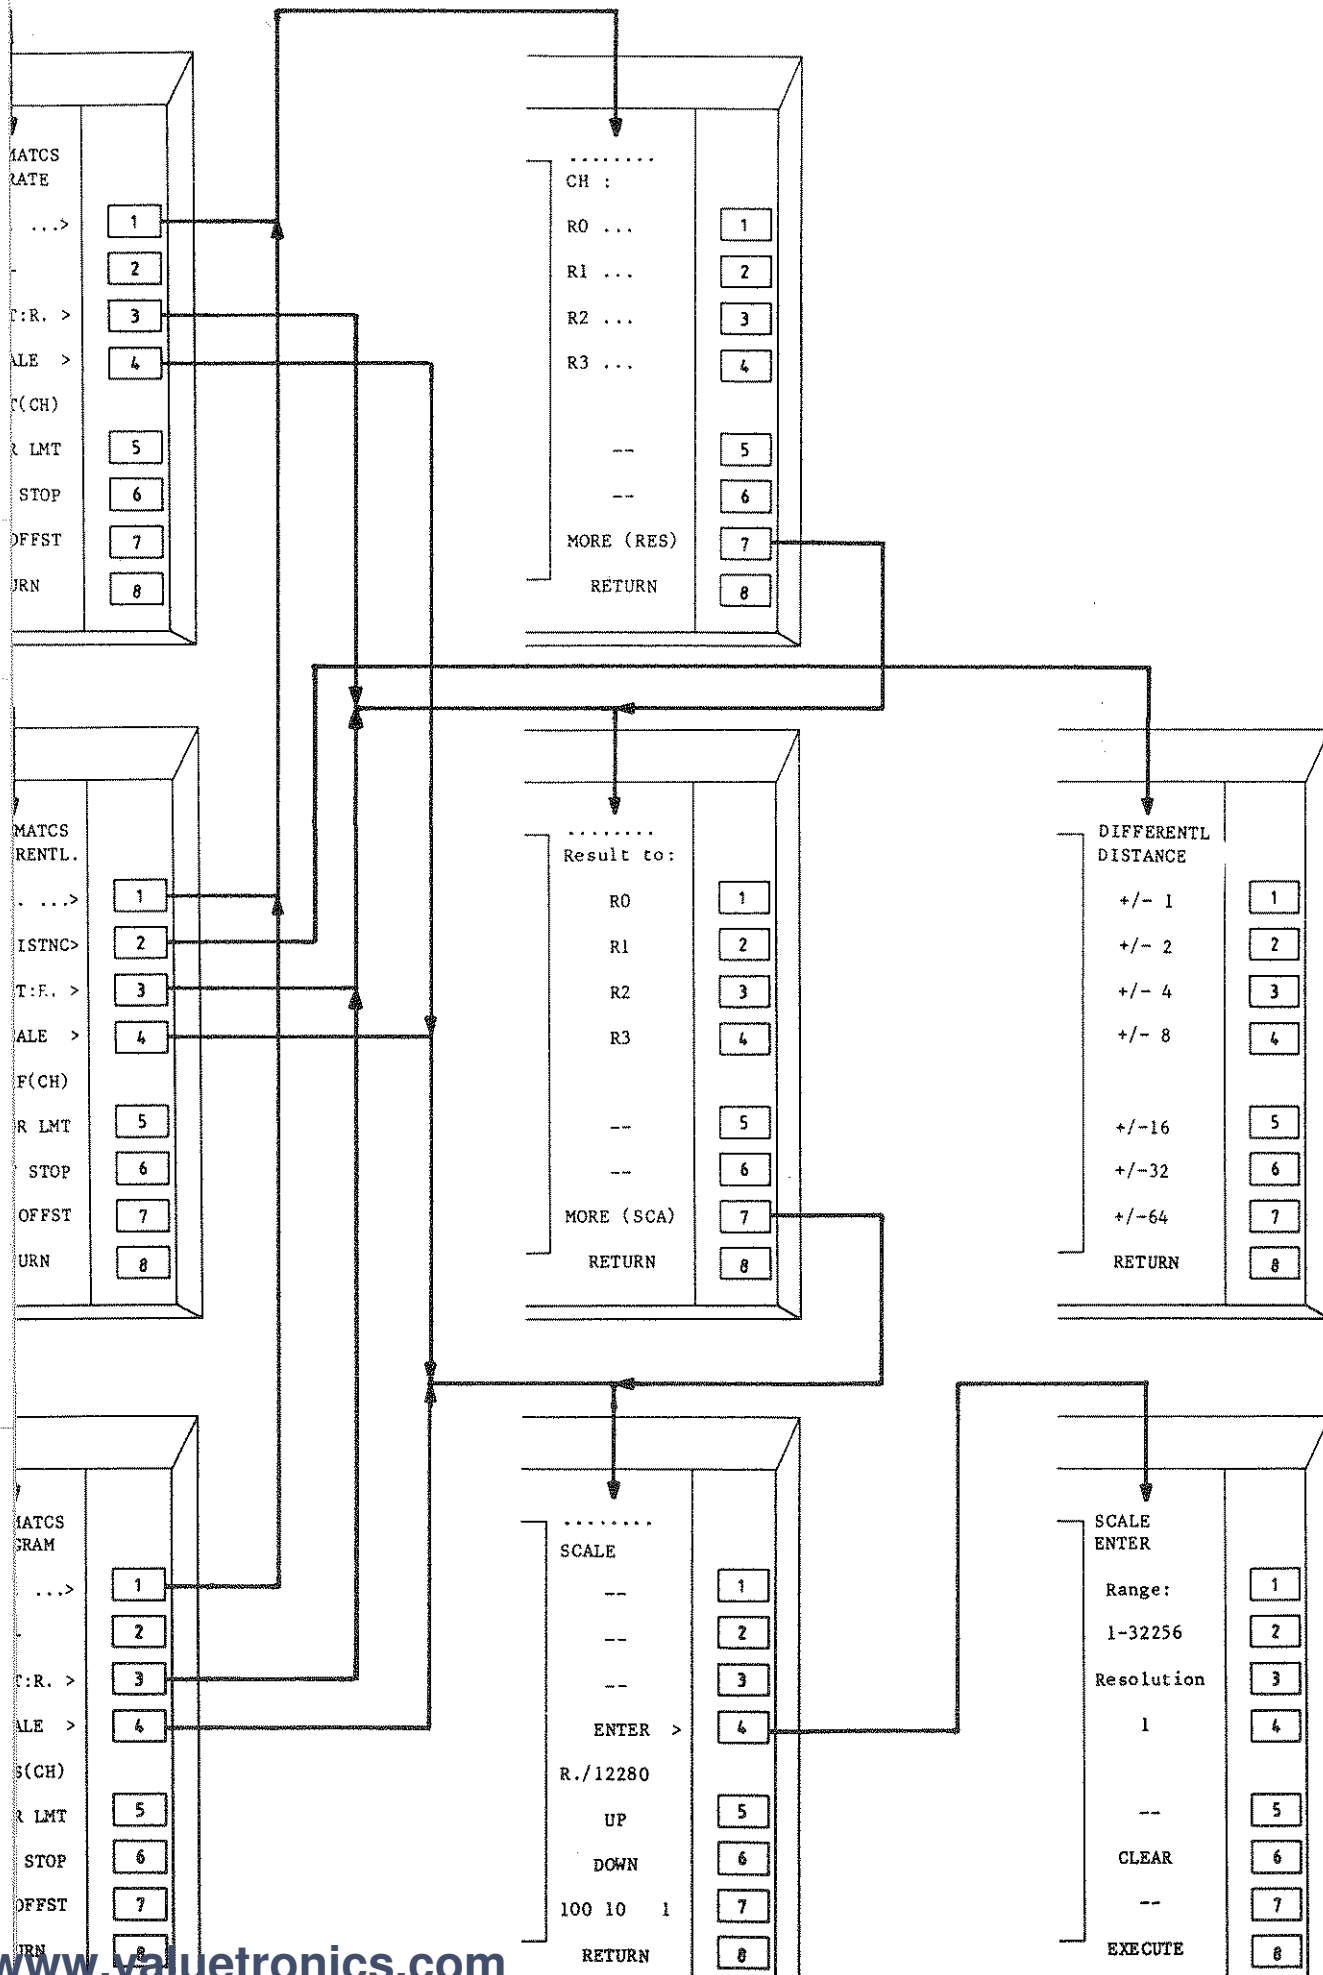 MATCS
RATE
...>
1
2
T:R. >
3
ALE >
4
T(CH)
R LMT
5
STOP
6
OFFST
7
URN
8
........
CH :
R0 ...
1
R1 ...
2
R2 ...
3
R3 ...
4
--
5
--
6
MORE (RES)
7
RETURN
8
MATCS
RENTL.
. ...>
1
ISTNC>
2
T:R. >
3
ALE >
4
F(CH)
R LMT
5
STOP
6
OFFST
7
URN
8
........
Result to:
R0
1
R1
2
R2
3
R3
4
--
5
--
6
MORE (SCA)
7
RETURN
8
DIFFERENTL
DISTANCE
+/- 1
1
+/- 2
2
+/- 4
3
+/- 8
4
+/-16
5
+/-32
6
+/-64
7
RETURN
8
MATCS
GRAM
...>
1
-
2
T:R. >
3
ALE >
4
S(CH)
R LMT
5
STOP
6
OFFST
7
URN
8
........
SCALE
--
1
--
2
--
3
ENTER >
4
R./12280
UP
5
DOWN
6
100 10 1
7
RETURN
8
SCALE
ENTER
Range:
1
1-32256
2
Resolution
3
1
4
--
5
CLEAR
6
--
7
EXECUTE
8
www.valuetronics.com